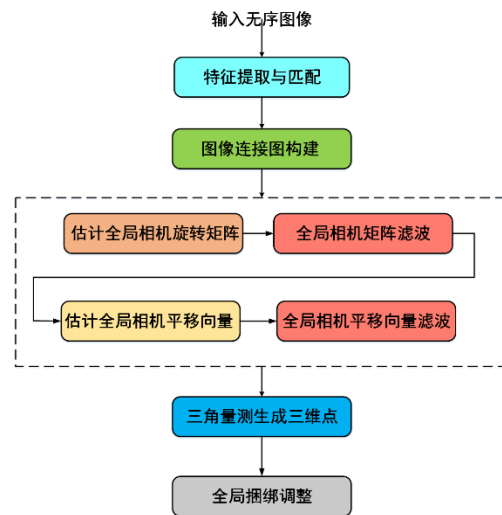 输入无序图像
特征提取与匹配
图像连接图构建
估计全局相机旋转矩阵
全局相机矩阵滤波
估计全局相机平移向量
全局相机平移向量滤波
三角量测生成三维点
全局捆绑调整